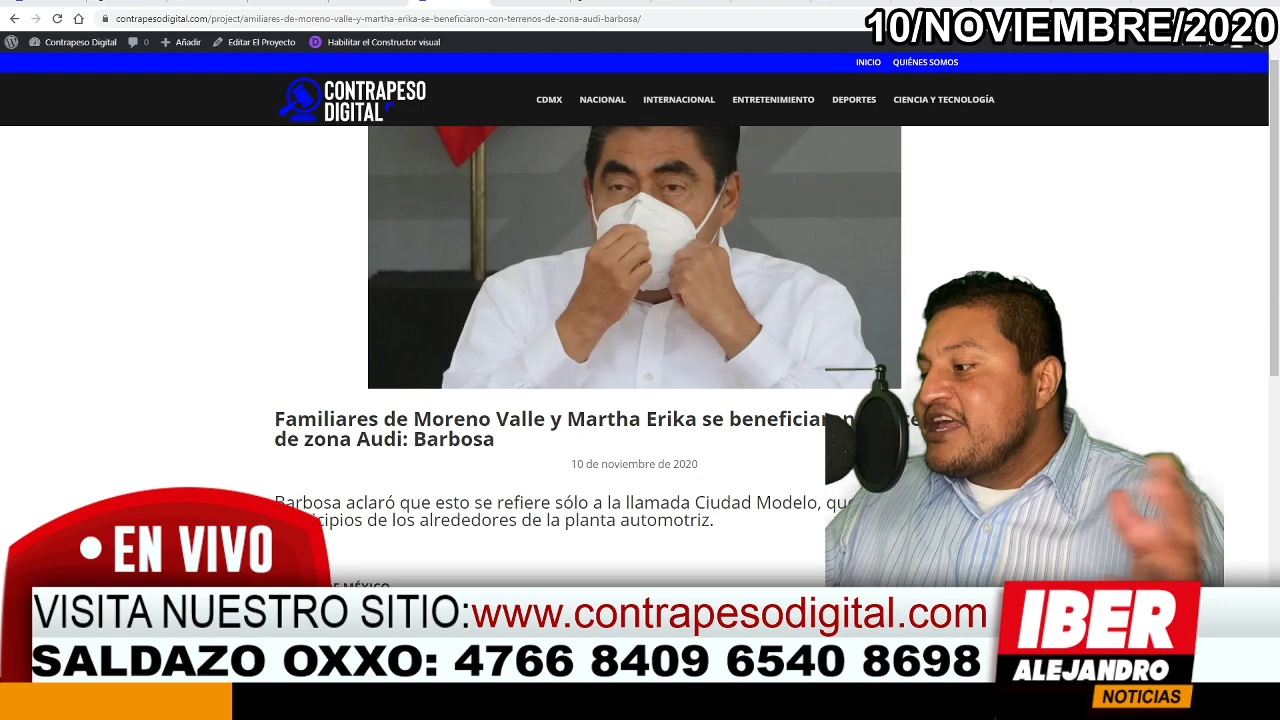 contrapesodigital.com/project/amiliares-de-moreno-valle-y-martha-erika-se-beneficiaron-con-terrenos-de-zona-audi-barbosa/
10/NOVIEMBRE/2020
Contrapeso Digital 0 Añadir Editar El Proyecto Habilitar el Constructor visual
INICIO QUIÉNES SOMOS
CONTRAPESO
DIGITAL
CDMX NACIONAL INTERNACIONAL ENTRETENIMIENTO DEPORTES CIENCIA Y TECNOLOGÍA
Familiares de Moreno Valle y Martha Erika se
de zona Audi: Barbosa
10 de noviembre de 2020
Barbosa aclaró que esto se refiere sólo a la llamada Ciudad Modelo,
de los alrededores de la planta automotriz.
DE MÉXICO
• EN VIVO
VISITA NUESTRO SITIO:www.contrapesodigital.com
SALDAZO OXXO: 4766 8409 6540 8698
IBER
ALEJANDRO
NOTICIAS